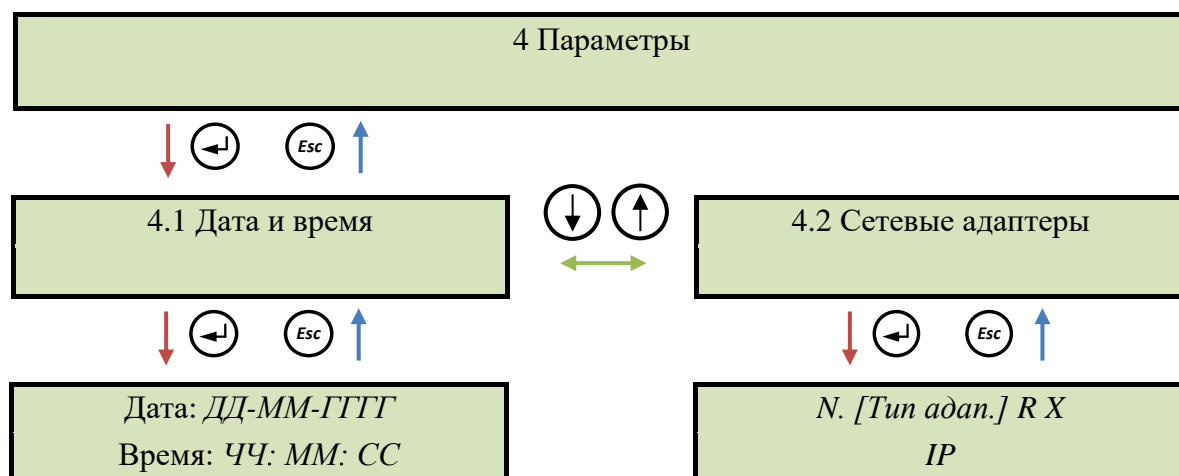 4 Параметры
Esc
4.1 Дата и время
4.2 Сетевые адаптеры
Esc
Esc
Дата: ДД-ММ-ГГГГ
Время: ЧЧ: ММ: СС
N. [Тип адап.] R X
IP